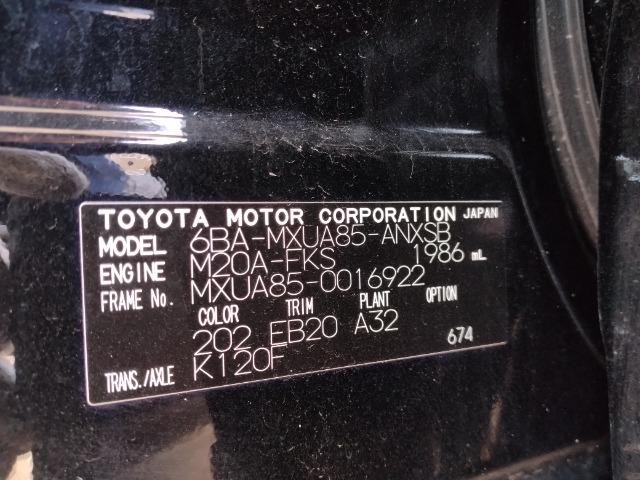 TOYOTA MOTOR CORPORATION JAPAN
MODEL 6BA-MXUA85-ANXSB
ENGINE M20A-FKS 1986 mL
FRAME No. MXUA85-0016922
COLOR TRIM PLANT OPTION
202 EB20 A32
674
TRANS./AXLE K120F